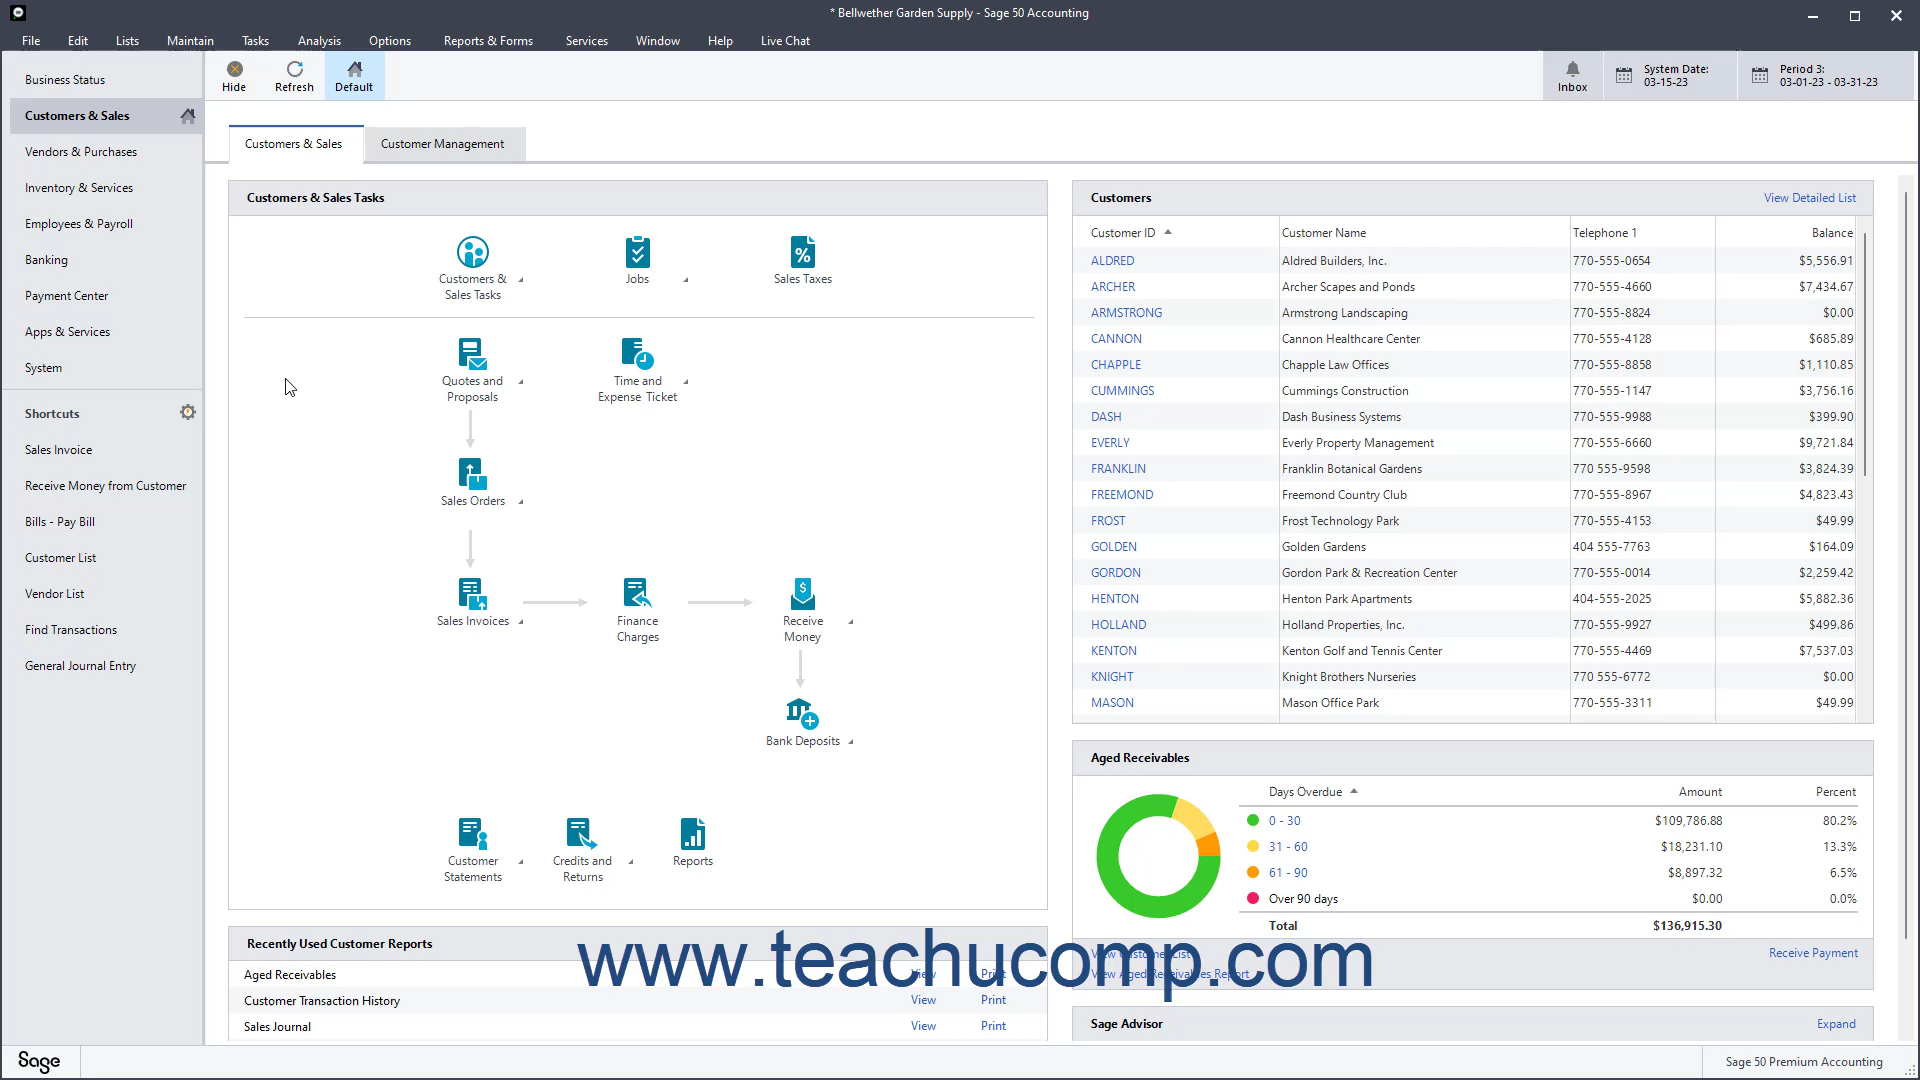 * Bellwether Garden Supply - Sage 50 Accounting
File Edit Lists Maintain Tasks Analysis Options Reports & Forms Services Window Help Live Chat
Business Status
Customers & Sales
Vendors & Purchases
Inventory & Services
Employees & Payroll
Banking
Payment Center
Apps & Services
System
Shortcuts
Sales Invoice
Receive Money from Customer
Bills - Pay Bill
Customer List
Vendor List
Find Transactions
General Journal Entry
Hide Refresh Default
Inbox
System Date:
03-15-23
Period 3:
03-01-23 - 03-31-23
Customers & Sales Customer Management
Customers & Sales Tasks
Customers &
Sales Tasks
Jobs
Sales Taxes
Quotes and
Proposals
Time and
Expense Ticket
Sales Orders
Sales Invoices
Finance
Charges
Receive
Money
Bank Deposits
Customer
Statements
Credits and
Returns
Reports
Recently Used Customer Reports
Aged Receivables View Print
Customer Transaction History View Print
Sales Journal View Print
Customers View Detailed List
Customer ID Customer Name Telephone 1 Balance
ALDRED Aldred Builders, Inc. 770-555-0654 $5,556.91
ARCHER Archer Scapes and Ponds 770-555-4660 $7,434.67
ARMSTRONG Armstrong Landscaping 770-555-8824 $0.00
CANNON Cannon Healthcare Center 770-555-4128 $685.89
CHAPPLE Chapple Law Offices 770-555-8858 $1,110.85
CUMMINGS Cummings Construction 770-555-1147 $3,756.16
DASH Dash Business Systems 770-555-9988 $399.90
EVERLY Everly Property Management 770-555-6660 $9,721.84
FRANKLIN Franklin Botanical Gardens 770 555-9598 $3,824.39
FREEMOND Freemond Country Club 770-555-8967 $4,823.43
FROST Frost Technology Park 770-555-4153 $49.99
GOLDEN Golden Gardens 404 555-7763 $164.09
GORDON Gordon Park & Recreation Center 770-555-0014 $2,259.42
HENTON Henton Park Apartments 404-555-2025 $5,882.36
HOLLAND Holland Properties, Inc. 770-555-9927 $499.86
KENTON Kenton Golf and Tennis Center 770-555-4469 $7,537.03
KNIGHT Knight Brothers Nurseries 770 555-6772 $0.00
MASON Mason Office Park 770-555-3311 $49.99
Aged Receivables
Days Overdue Amount Percent
0 - 30 $109,786.88 80.2%
31 - 60 $18,231.10 13.3%
61 - 90 $8,897.32 6.5%
Over 90 days $0.00 0.0%
Total $136,915.30
View Customer List Receive Payment
View Aged Receivables Report
Sage Advisor Expand
www.teachucomp.com
Sage
Sage 50 Premium Accounting